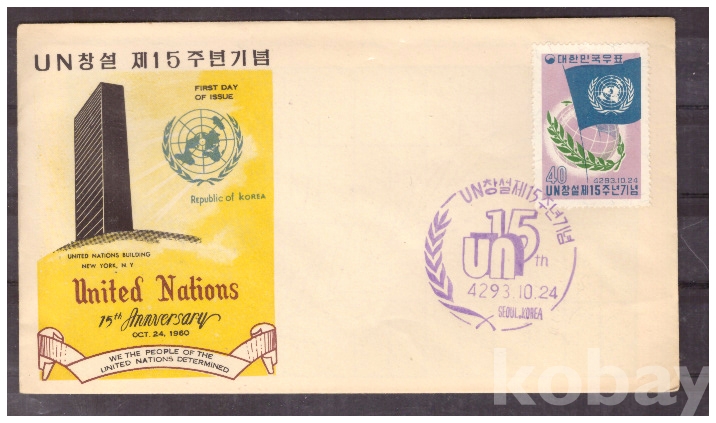 UN창설 제15주년기념
FIRST DAY
OF ISSUE
Republic of KOREA
UNITED NATIONS BUILDING
NEW YORK, N.Y
United Nations
15th Anniversary
OCT. 24, 1960
WE THE PEOPLE OF THE
UNITED NATIONS DETERMINED
대한민국우표
40
4293.10.24
UN창설제15주년기념
UN창설제15주년기념
15th
un
4293.10.24
SEOUL,KOREA
kobay